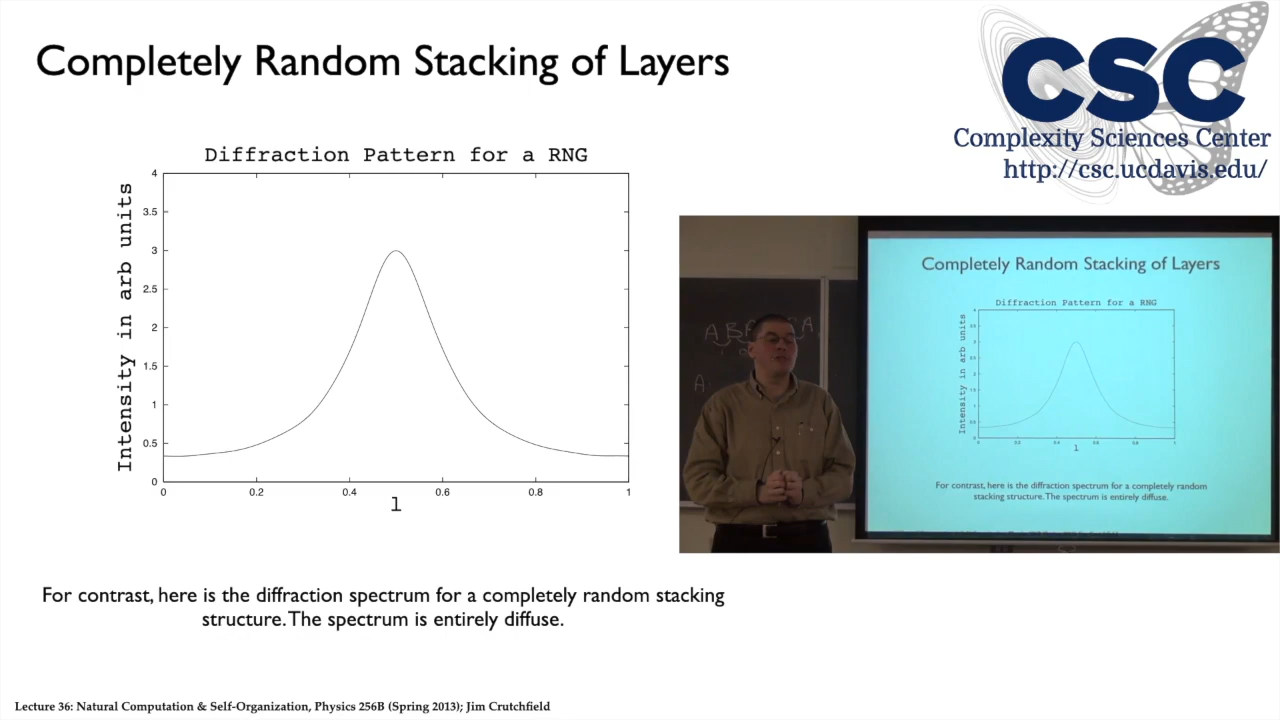 Completely Random Stacking of Layers
CSC
Complexity Sciences Center
http://csc.ucdavis.edu/
Diffraction Pattern for a RNG
Intensity in arb units
4
3.5
3
2.5
2
1.5
1
0.5
0
0
0.2
0.4
0.6
0.8
1
l
Completely Random Stacking of Layers
Diffraction Pattern for a RNG
Intensity in arb units
l
For contrast, here is the diffraction spectrum for a completely random
stacking structure. The spectrum is entirely diffuse.
For contrast, here is the diffraction spectrum for a completely random stacking
structure. The spectrum is entirely diffuse.
Lecture 36: Natural Computation & Self-Organization, Physics 256B (Spring 2013); Jim Crutchfield